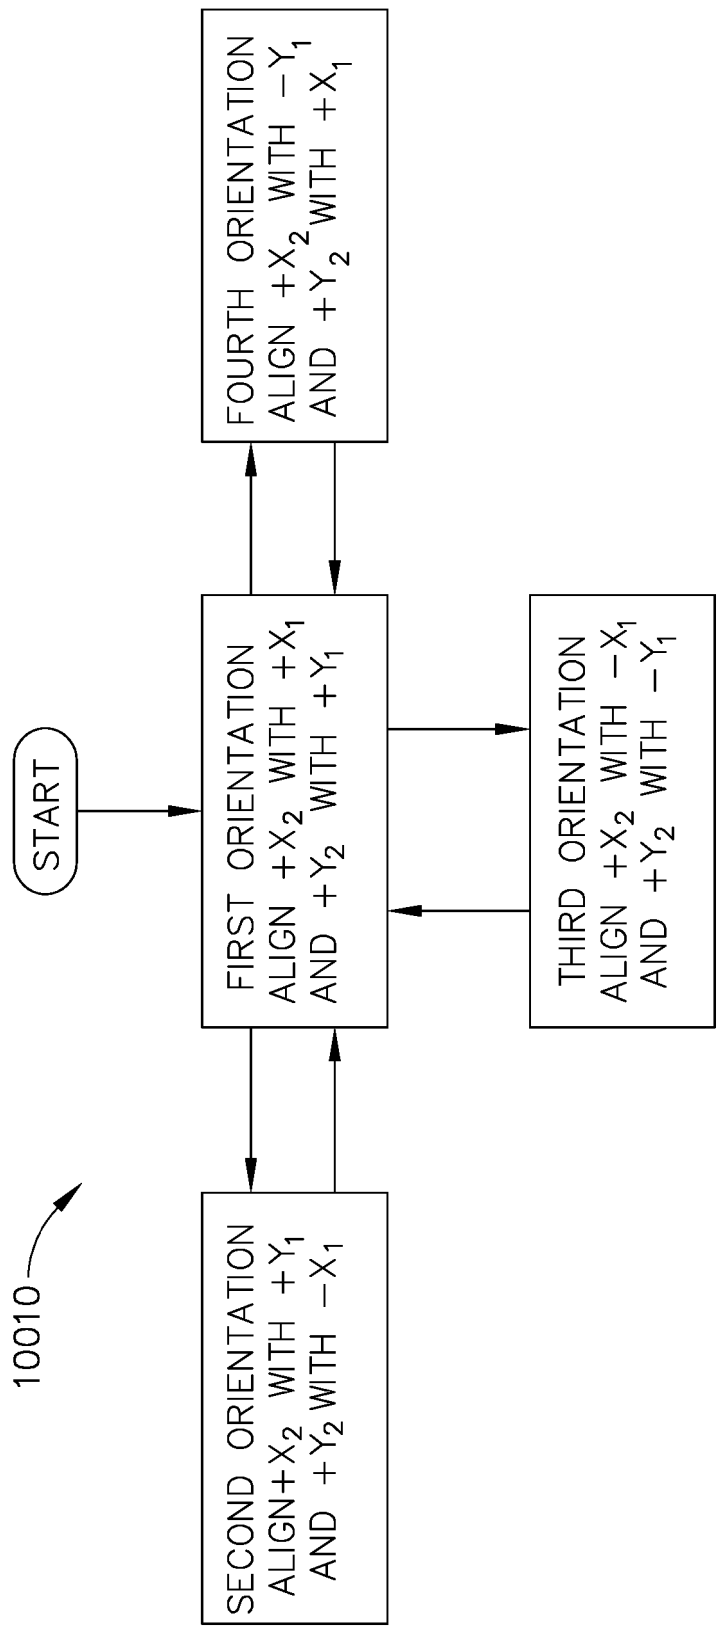 10010
START
SECOND ORIENTATION
ALIGN+X₂ WITH +Y₁
AND +Y₂ WITH −X₁
FIRST ORIENTATION
ALIGN +X₂ WITH +X₁
AND +Y₂ WITH +Y₁
FOURTH ORIENTATION
ALIGN +X₂ WITH −Y₁
AND +Y₂ WITH +X₁
THIRD ORIENTATION
ALIGN +X₂ WITH −X₁
AND +Y₂ WITH −Y₁